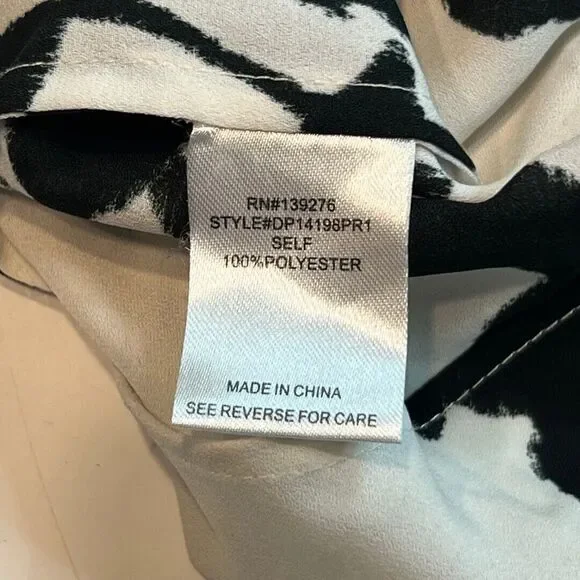 RN#139276
STYLE#DP14198PR1
SELF
100%POLYESTER
MADE IN CHINA
SEE REVERSE FOR CARE